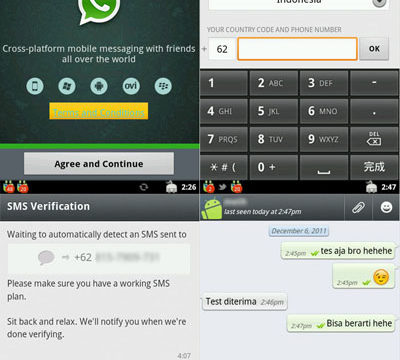 Cross-platform mobile messaging with friends
all over the world
ovi
Terms and Conditions
Agree and Continue
Indonesia
YOUR COUNTRY CODE AND PHONE NUMBER
+ 62 OK
1 2 ABC 3 DEF -
4 GHI 5 JKL 6 MNO .
7 PQRS 8 TUV 9 WXYZ DEL
* # ( 0 + 完成
2:26
SMS Verification
Waiting to automatically detect an SMS sent to
+62
Please make sure you have a working SMS
plan.
Sit back and relax. We'll notify you when we're
done verifying.
4:07
2:47
last seen today at 2:47pm
December 6, 2011
2:45pm tes aja bro hehehe
2:45pm
Test diterima 2:46pm
2:47pm Bisa berarti hehe